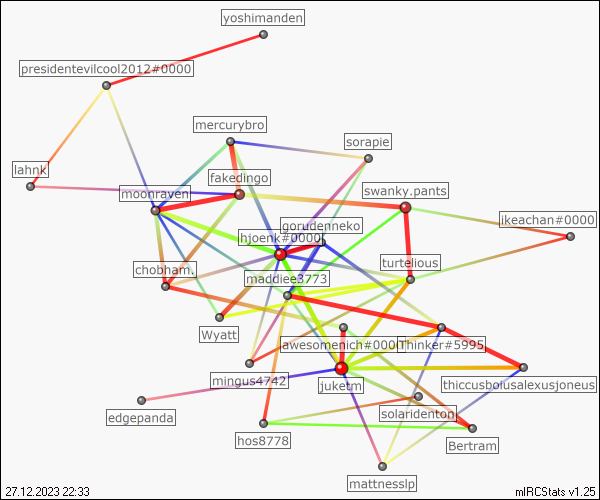 yoshimanden
presidentevilcool2012#0000
mercurybro
sorapie
lahnk
fakedingo
moonraven
swanky.pants
ikeachan#0000
gorudenneko
hjoenk#0000
turtelious
chobham.
maddiee3773
Wyatt
awesomenich#000
Thinker#5995
mingus4742
juketm
thiccusboiusalexusjoneus
edgepanda
solaridenton
hos8778
Bertram
mattnesslp
27.12.2023 22:33
mIRCStats v1.25